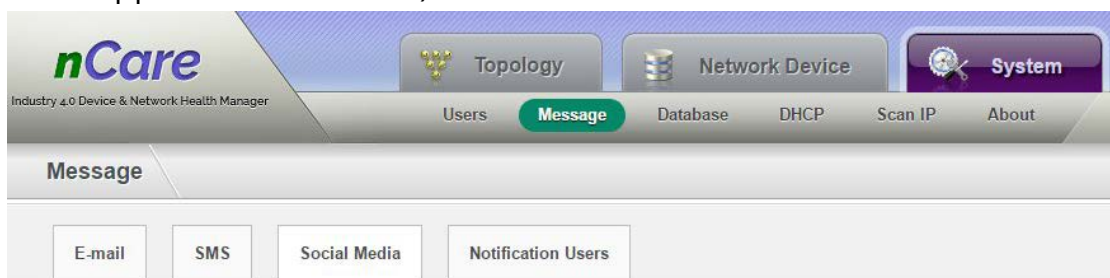 nCare
Industry 4.0 Device & Network Health Manager
Topology Network Device System
Users Message Database DHCP Scan IP About
Message
E-mail SMS Social Media Notification Users